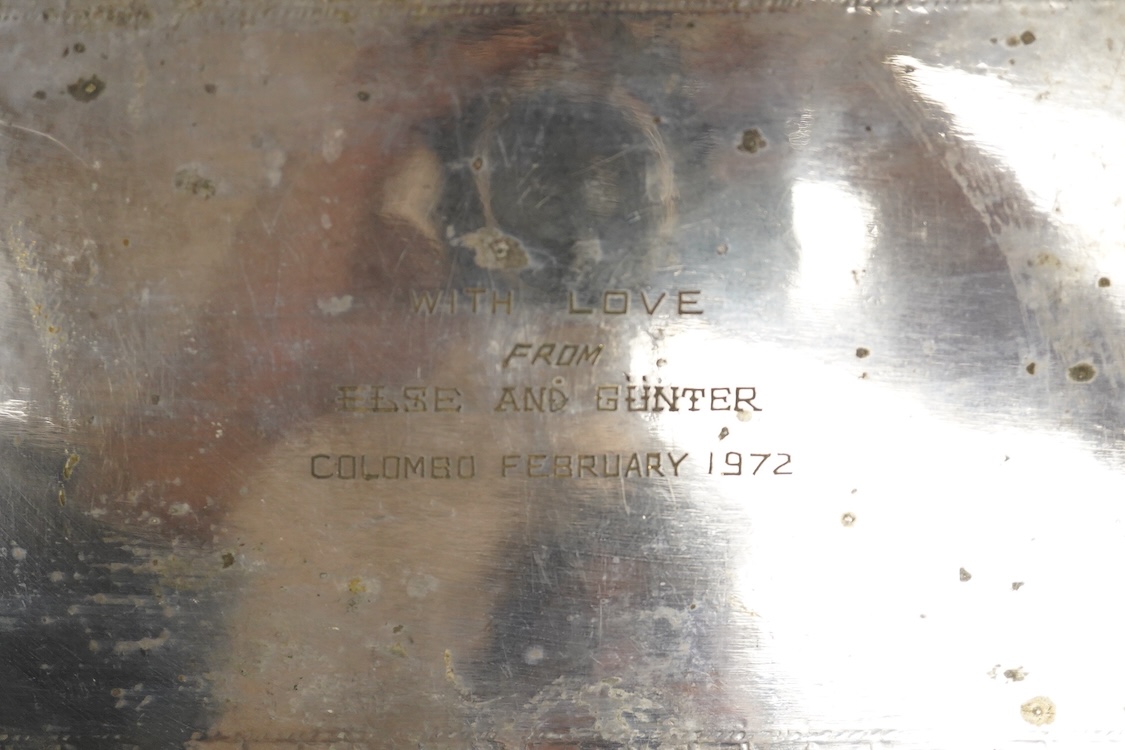 WITH LOVE
FROM
ELSE AND GÜNTER
COLOMBO FEBRUARY 1972